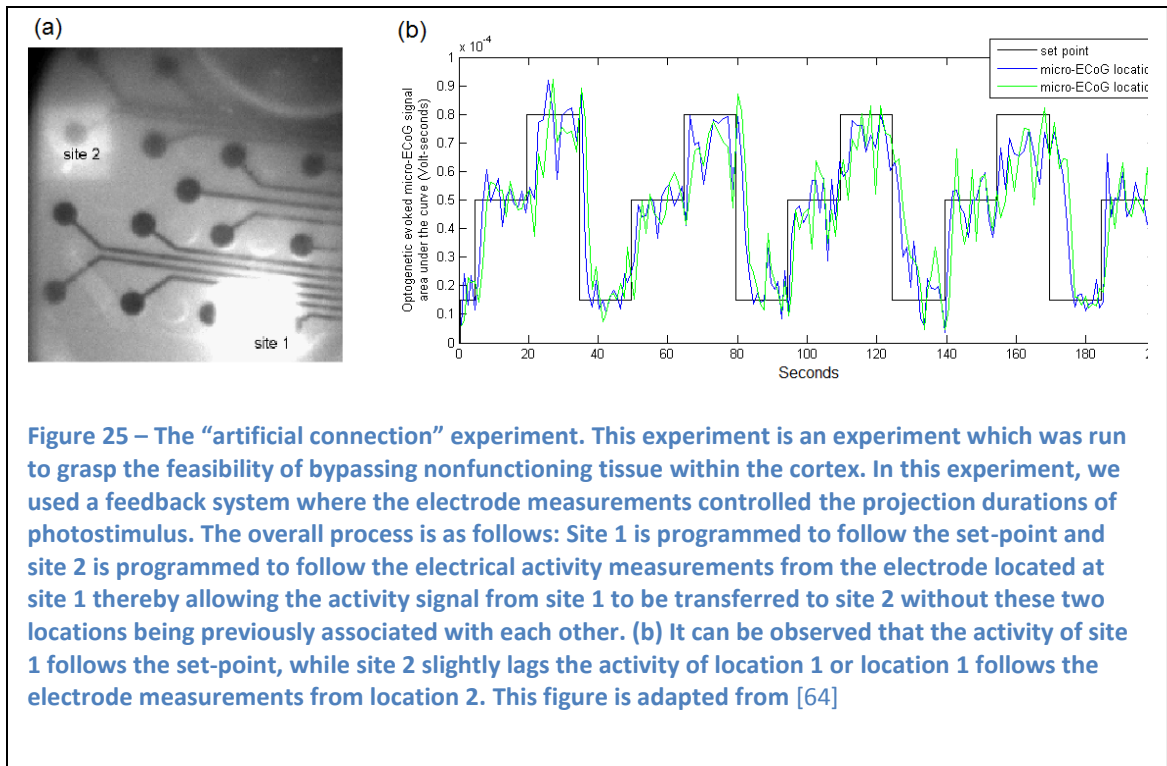 (a)
(b)
site 2
site 1
x 10⁻⁴
1
0.9
0.8
0.7
0.6
0.5
0.4
0.3
0.2
0.1
0
Optogenetic evoked micro-ECoG signal
area under the curve (Volt-seconds)
0 20 40 60 80 100 120 140 160 180 2
Seconds
set point
micro-ECoG locatio
micro-ECoG locatio
Figure 25 – The “artificial connection” experiment. This experiment is an experiment which was run
to grasp the feasibility of bypassing nonfunctioning tissue within the cortex. In this experiment, we
used a feedback system where the electrode measurements controlled the projection durations of
photostimulus. The overall process is as follows: Site 1 is programmed to follow the set-point and
site 2 is programmed to follow the electrical activity measurements from the electrode located at
site 1 thereby allowing the activity signal from site 1 to be transferred to site 2 without these two
locations being previously associated with each other. (b) It can be observed that the activity of site
1 follows the set-point, while site 2 slightly lags the activity of location 1 or location 1 follows the
electrode measurements from location 2. This figure is adapted from [64]